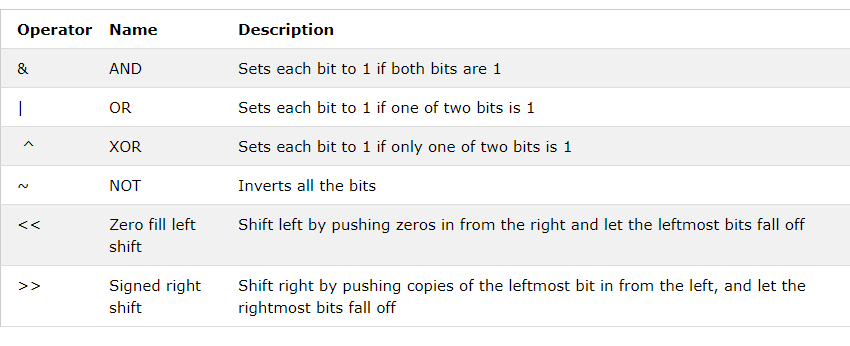 Operator Name Description
& AND Sets each bit to 1 if both bits are 1
| OR Sets each bit to 1 if one of two bits is 1
^ XOR Sets each bit to 1 if only one of two bits is 1
~ NOT Inverts all the bits
<< Zero fill left Shift left by pushing zeros in from the right and let the leftmost bits fall off
shift
>> Signed right Shift right by pushing copies of the leftmost bit in from the left, and let the
shift rightmost bits fall off